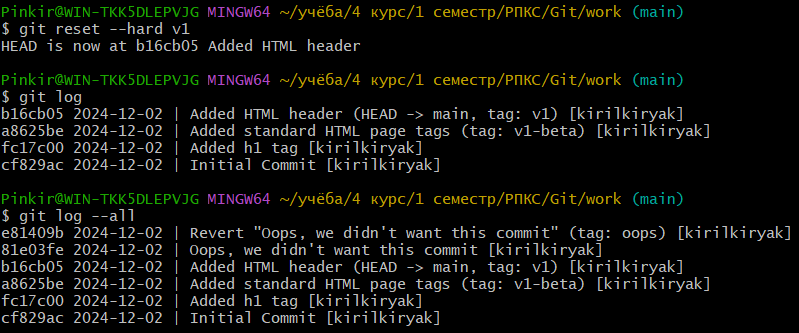 Pinkir@WIN-TKK5DLEPVJG MINGW64 ~/учёба/4 курс/1 семестр/РПКС/Git/work (main)
$ git reset --hard v1
HEAD is now at b16cb05 Added HTML header
Pinkir@WIN-TKK5DLEPVJG MINGW64 ~/учёба/4 курс/1 семестр/РПКС/Git/work (main)
$ git log
b16cb05 2024-12-02 | Added HTML header (HEAD -> main, tag: v1) [kirilkiryak]
a8625be 2024-12-02 | Added standard HTML page tags (tag: v1-beta) [kirilkiryak]
fc17c00 2024-12-02 | Added h1 tag [kirilkiryak]
cf829ac 2024-12-02 | Initial Commit [kirilkiryak]
Pinkir@WIN-TKK5DLEPVJG MINGW64 ~/учёба/4 курс/1 семестр/РПКС/Git/work (main)
$ git log --all
e81409b 2024-12-02 | Revert "Oops, we didn't want this commit" (tag: oops) [kirilkiryak]
81e03fe 2024-12-02 | Oops, we didn't want this commit [kirilkiryak]
b16cb05 2024-12-02 | Added HTML header (HEAD -> main, tag: v1) [kirilkiryak]
a8625be 2024-12-02 | Added standard HTML page tags (tag: v1-beta) [kirilkiryak]
fc17c00 2024-12-02 | Added h1 tag [kirilkiryak]
cf829ac 2024-12-02 | Initial Commit [kirilkiryak]